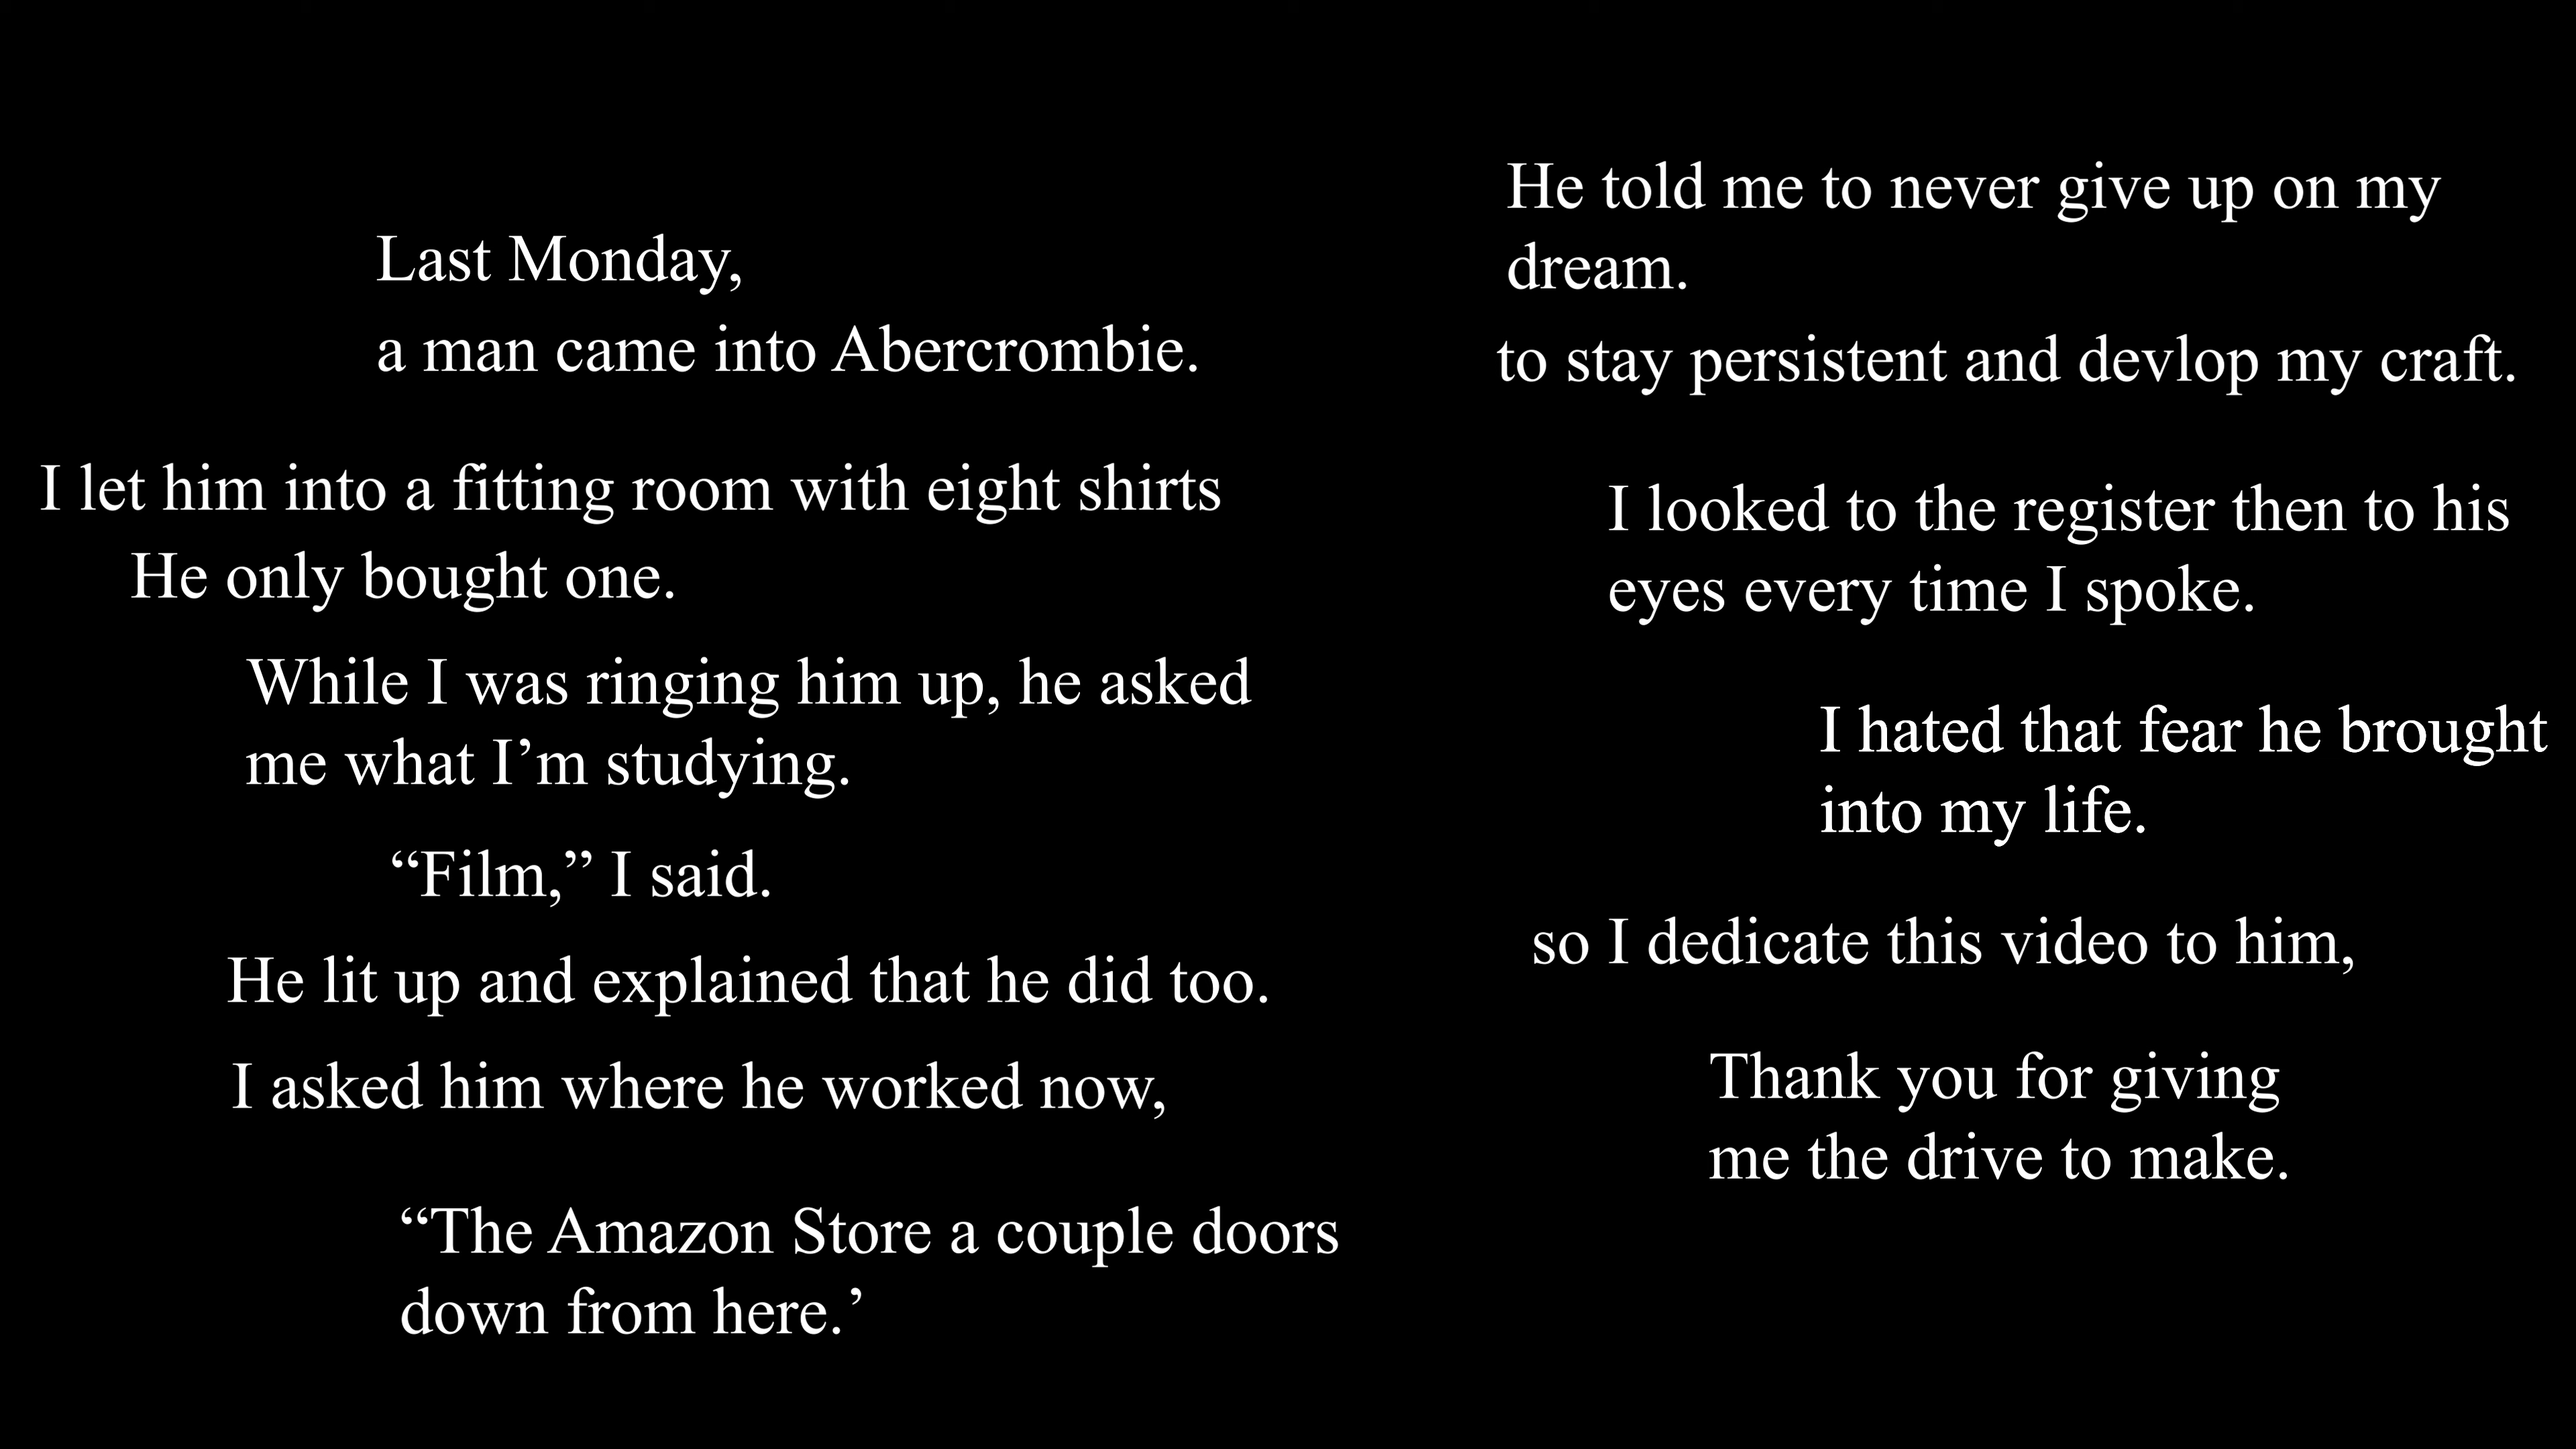 Last Monday,
a man came into Abercrombie.
I let him into a fitting room with eight shirts
He only bought one.
While I was ringing him up, he asked
me what I’m studying.
“Film,” I said.
He lit up and explained that he did too.
I asked him where he worked now,
“The Amazon Store a couple doors
down from here.’
He told me to never give up on my
dream.
to stay persistent and devlop my craft.
I looked to the register then to his
eyes every time I spoke.
I hated that fear he brought
into my life.
so I dedicate this video to him,
Thank you for giving
me the drive to make.